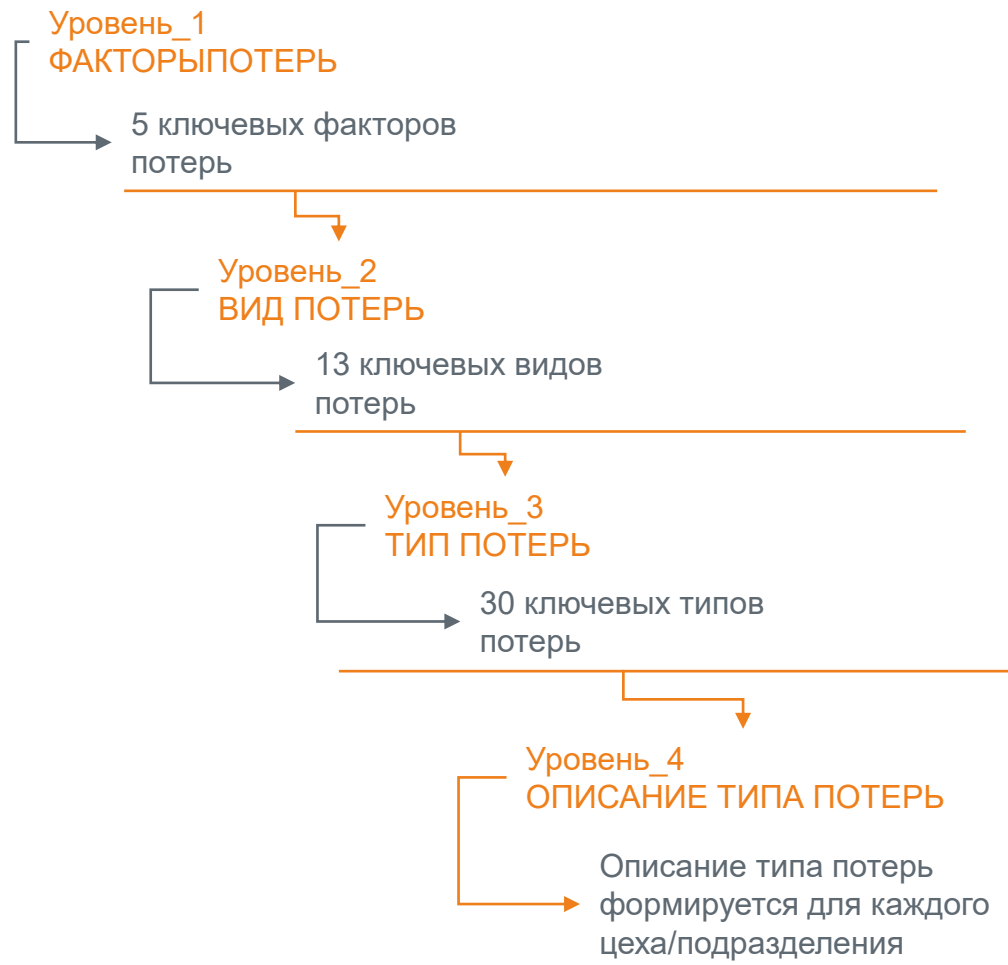 Уровень_1
ФАКТОРЫПОТЕРЬ
5 ключевых факторов
потерь
Уровень_2
ВИД ПОТЕРЬ
13 ключевых видов
потерь
Уровень_3
ТИП ПОТЕРЬ
30 ключевых типов
потерь
Уровень_4
ОПИСАНИЕ ТИПА ПОТЕРЬ
Описание типа потерь
формируется для каждого
цеха/подразделения